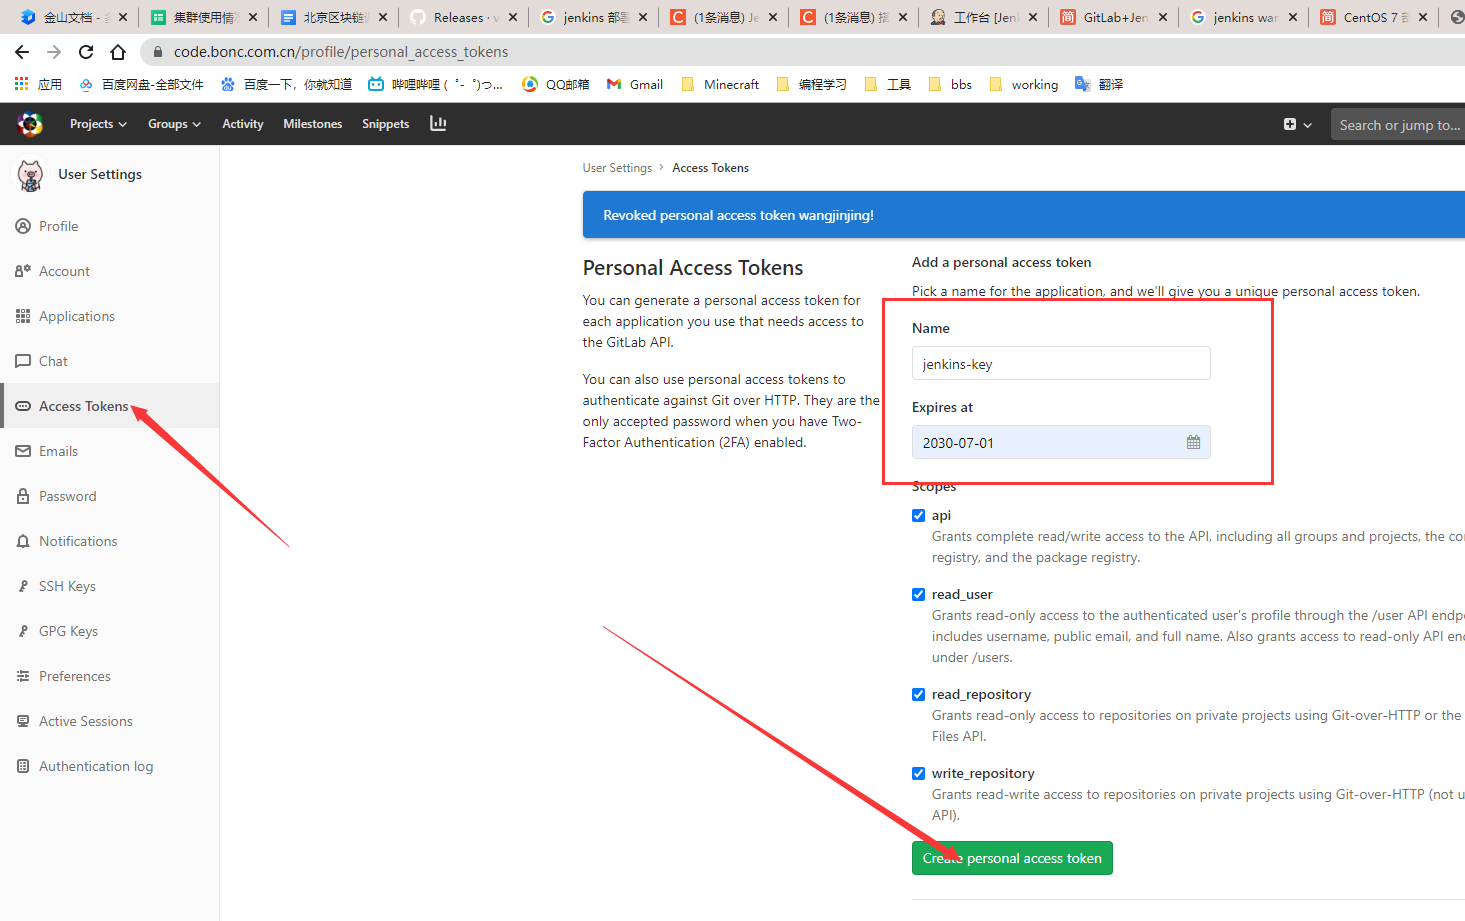 金山文档 -
集群使用情
北京区块链
Releases · v
jenkins 部署
(1条消息) Je
(1条消息) 搭
工作台 [Jenl
GitLab+Jen
jenkins war
CentOS 7 部
code.bonc.com.cn/profile/personal_access_tokens
应用
百度网盘-全部文件
百度一下，你就知道
哔哩哔哩 ( ゜- ゜)つ...
QQ邮箱
Gmail
Minecraft
编程学习
工具
bbs
working
翻译
Projects
Groups
Activity
Milestones
Snippets
Search or jump to...
User Settings
Profile
Account
Applications
Chat
Access Tokens
Emails
Password
Notifications
SSH Keys
GPG Keys
Preferences
Active Sessions
Authentication log
User Settings > Access Tokens
Revoked personal access token wangjinjing!
Personal Access Tokens
You can generate a personal access token for
each application you use that needs access to
the GitLab API.
You can also use personal access tokens to
authenticate against Git over HTTP. They are the
only accepted password when you have Two-
Factor Authentication (2FA) enabled.
Add a personal access token
Pick a name for the application, and we'll give you a unique personal access token.
Name
jenkins-key
Expires at
2030-07-01
Scopes
api
Grants complete read/write access to the API, including all groups and projects, the co
registry, and the package registry.
read_user
Grants read-only access to the authenticated user's profile through the /user API endp
includes username, public email, and full name. Also grants access to read-only API en
under /users.
read_repository
Grants read-only access to repositories on private projects using Git-over-HTTP or the
Files API.
write_repository
Grants read-write access to repositories on private projects using Git-over-HTTP (not u
API).
Create personal access token